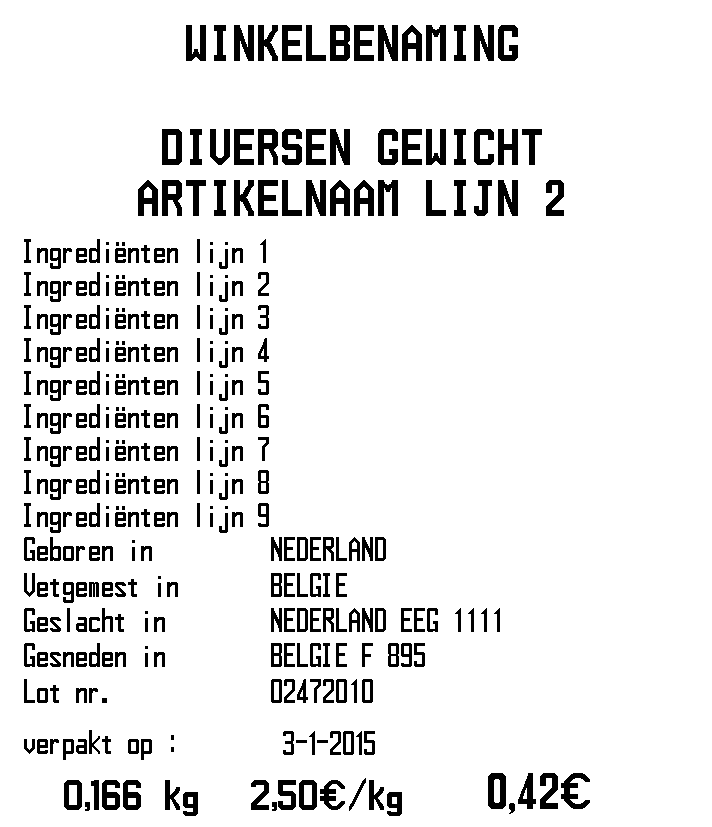 WINKELBENAMING
DIVERSEN GEWICHT
ARTIKELNAAM LIJN 2
Ingrediënten lijn 1
Ingrediënten lijn 2
Ingrediënten lijn 3
Ingrediënten lijn 4
Ingrediënten lijn 5
Ingrediënten lijn 6
Ingrediënten lijn 7
Ingrediënten lijn 8
Ingrediënten lijn 9
Geboren in NEDERLAND
Vetgemest in BELGIE
Geslacht in NEDERLAND EEG 1111
Gesneden in BELGIE F 895
Lot nr. 02472010
verpakt op : 3-1-2015
0,166 kg 2,50€/kg 0,42€